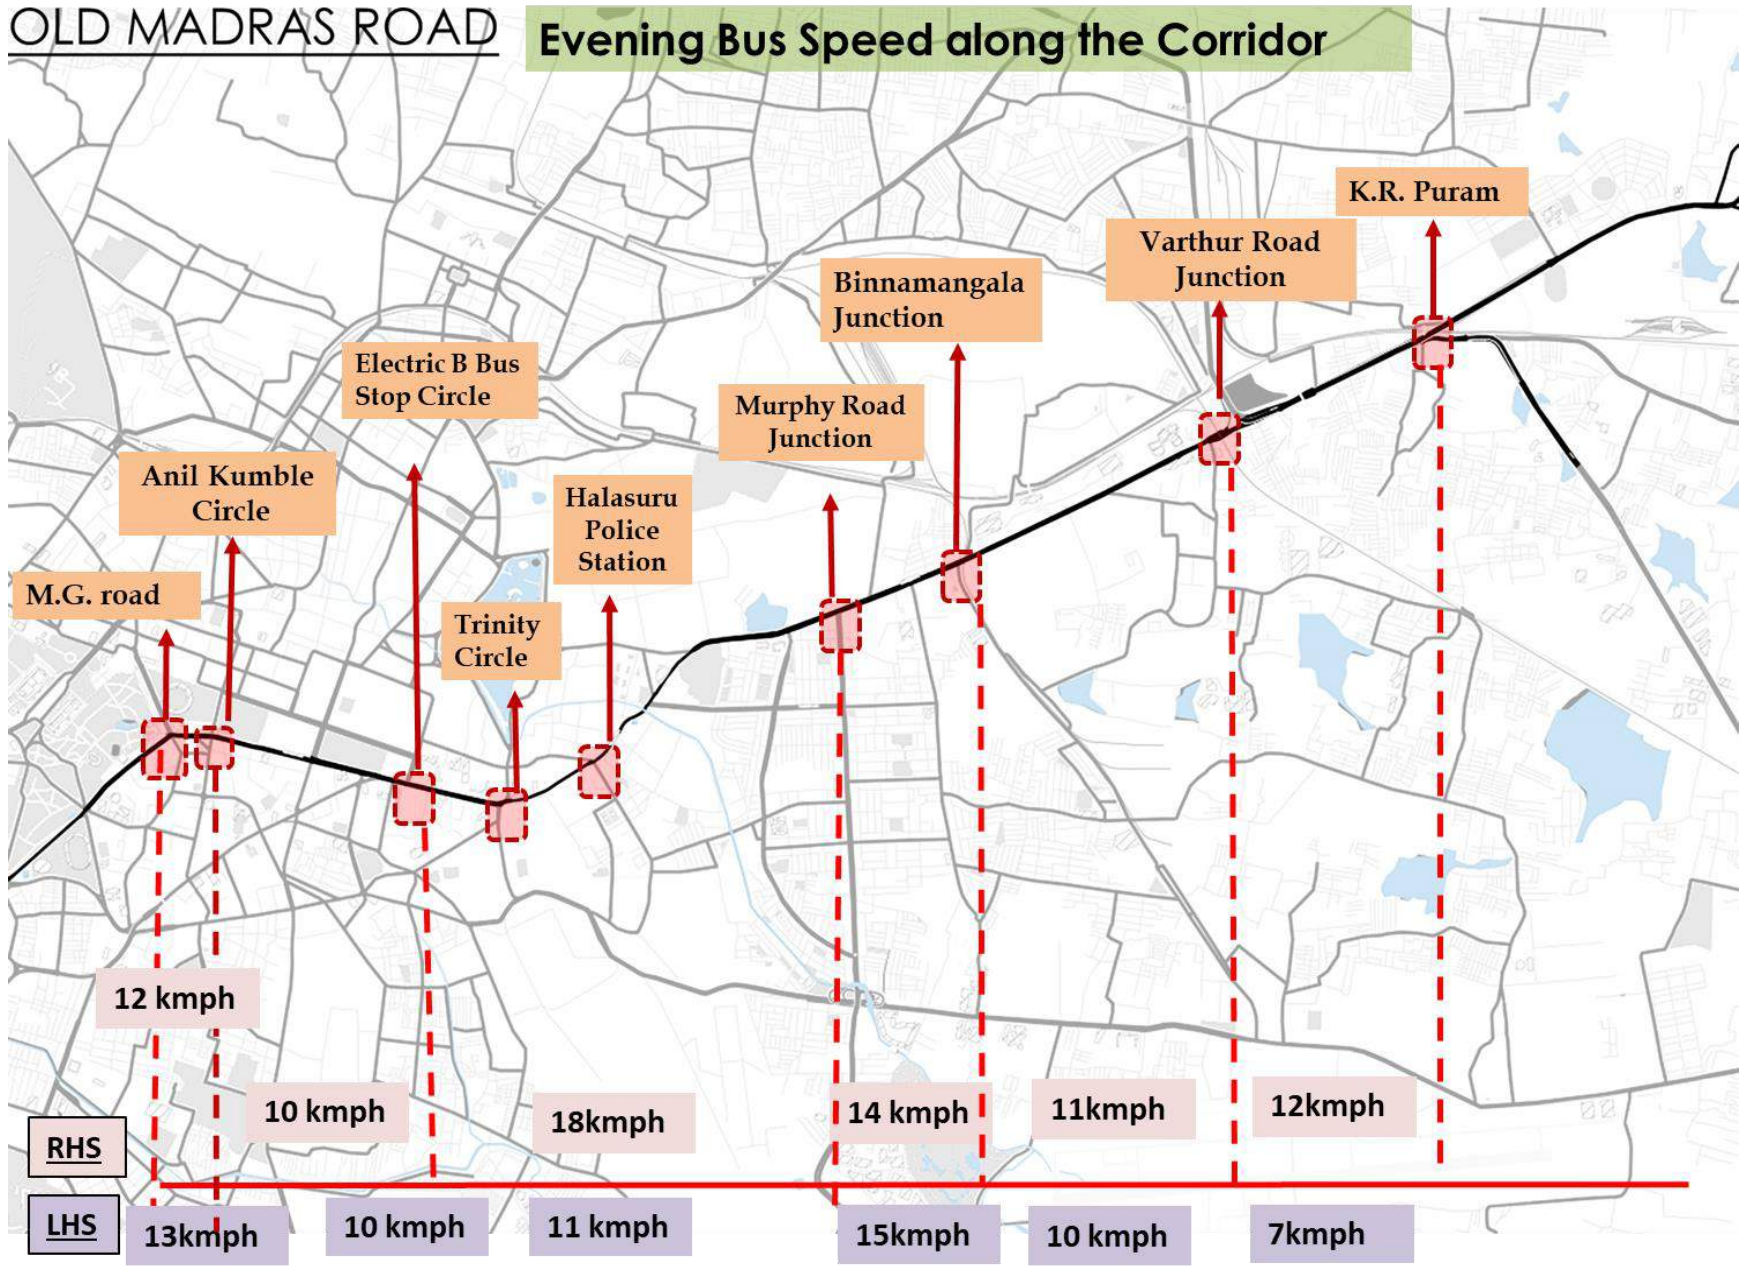 OLD MADRAS ROAD
Evening Bus Speed along the Corridor
K.R. Puram
Varthur Road
Junction
Binnamangala
Junction
Electric B Bus
Stop Circle
Murphy Road
Junction
Anil Kumble
Circle
Halasuru
Police
Station
M.G. road
Trinity
Circle
12 kmph
10 kmph
18kmph
14 kmph
11kmph
12kmph
RHS
LHS
13kmph
10 kmph
11 kmph
15kmph
10 kmph
7kmph